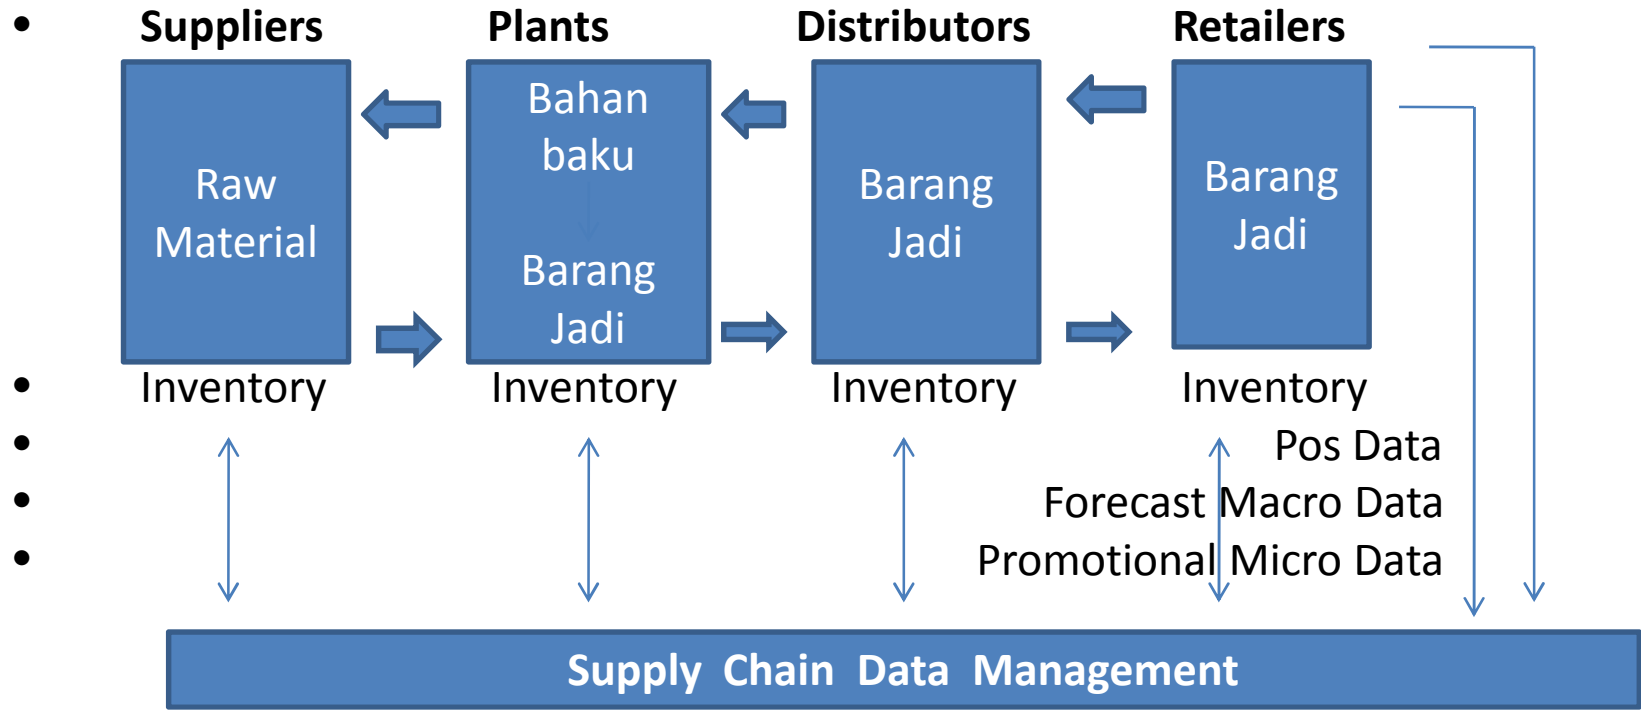 • Suppliers Plants Distributors Retailers
Raw
Material
Bahan
baku
Barang
Jadi
Barang
Jadi
Barang
Jadi
• Inventory Inventory Inventory Inventory
• Pos Data
• Forecast Macro Data
• Promotional Micro Data
Supply Chain Data Management